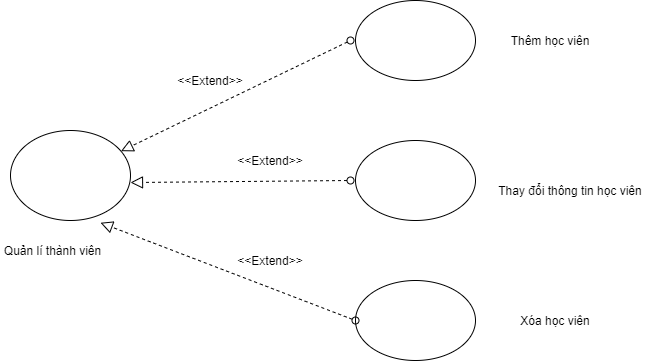 Thêm học viên
<<Extend>>
<<Extend>>
Thay đổi thông tin học viên
Quản lí thành viên
<<Extend>>
Xóa học viên